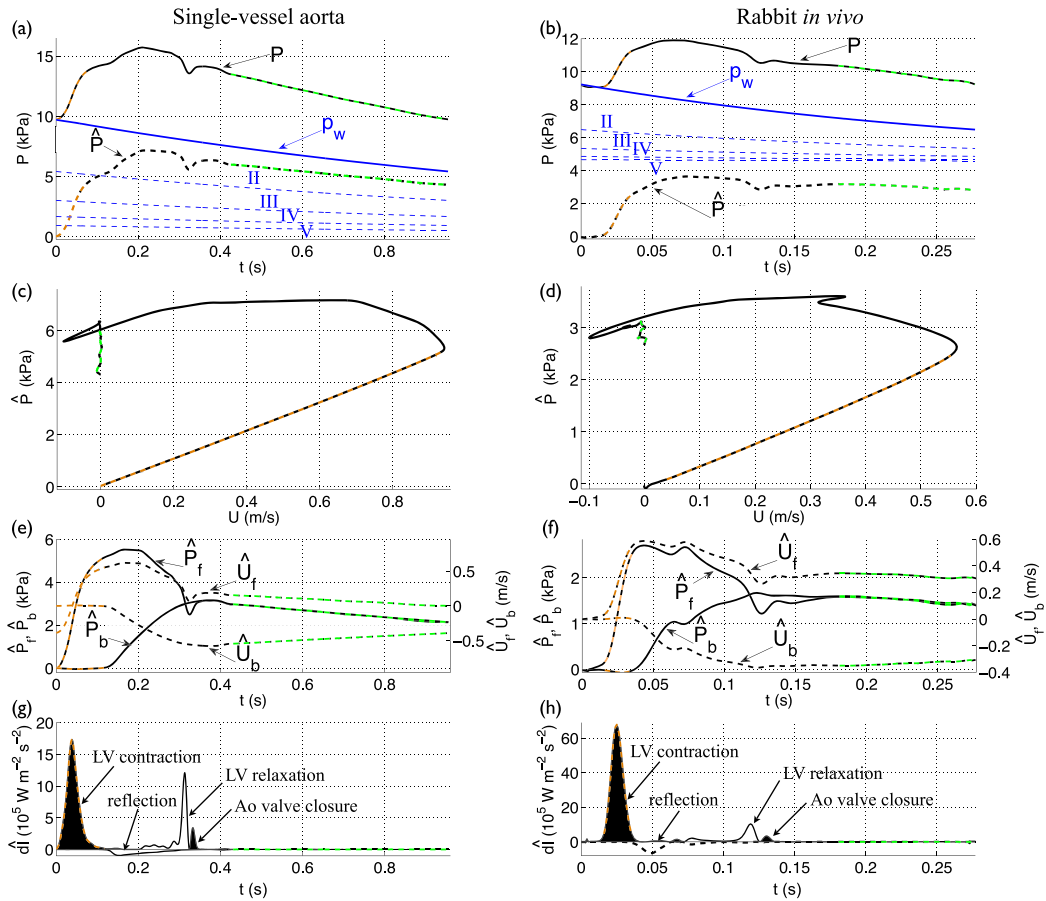 Single-vessel aorta
Rabbit in vivo
(a)
P (kPa)
15
10
5
0
P
p_w
P̂
II
III
IV
V
0 0.2 0.4 0.6 0.8
t (s)
(b)
P (kPa)
12
10
8
6
4
2
0
P
p_w
II
III
IV
V
P̂
0 0.05 0.1 0.15 0.2 0.25
t (s)
(c)
P̂ (kPa)
6
4
2
0
0 0.2 0.4 0.6 0.8
U (m/s)
(d)
P̂ (kPa)
3
2
1
0
−0.1 0 0.1 0.2 0.3 0.4 0.5 0.6
U (m/s)
(e)
P̂_f, P̂_b (kPa)
6
4
2
0
P̂_f
Û_f
P̂_b
Û_b
0.5
0
−0.5
Û_f, Û_b (m/s)
0 0.2 0.4 0.6 0.8
t (s)
(f)
P̂_f, P̂_b (kPa)
2
1
0
Û_f
P̂_f
P̂_b
Û_b
0.6
0.4
0.2
0
−0.2
−0.4
Û_f, Û_b (m/s)
0 0.05 0.1 0.15 0.2 0.25
t (s)
(g)
d̂I (10⁵ W m⁻² s⁻²)
20
15
10
5
0
LV contraction
LV relaxation
reflection
Ao valve closure
0 0.2 0.4 0.6 0.8
t (s)
(h)
d̂I (10⁵ W m⁻² s⁻²)
60
40
20
0
LV contraction
LV relaxation
reflection
Ao valve closure
0 0.05 0.1 0.15 0.2 0.25
t (s)